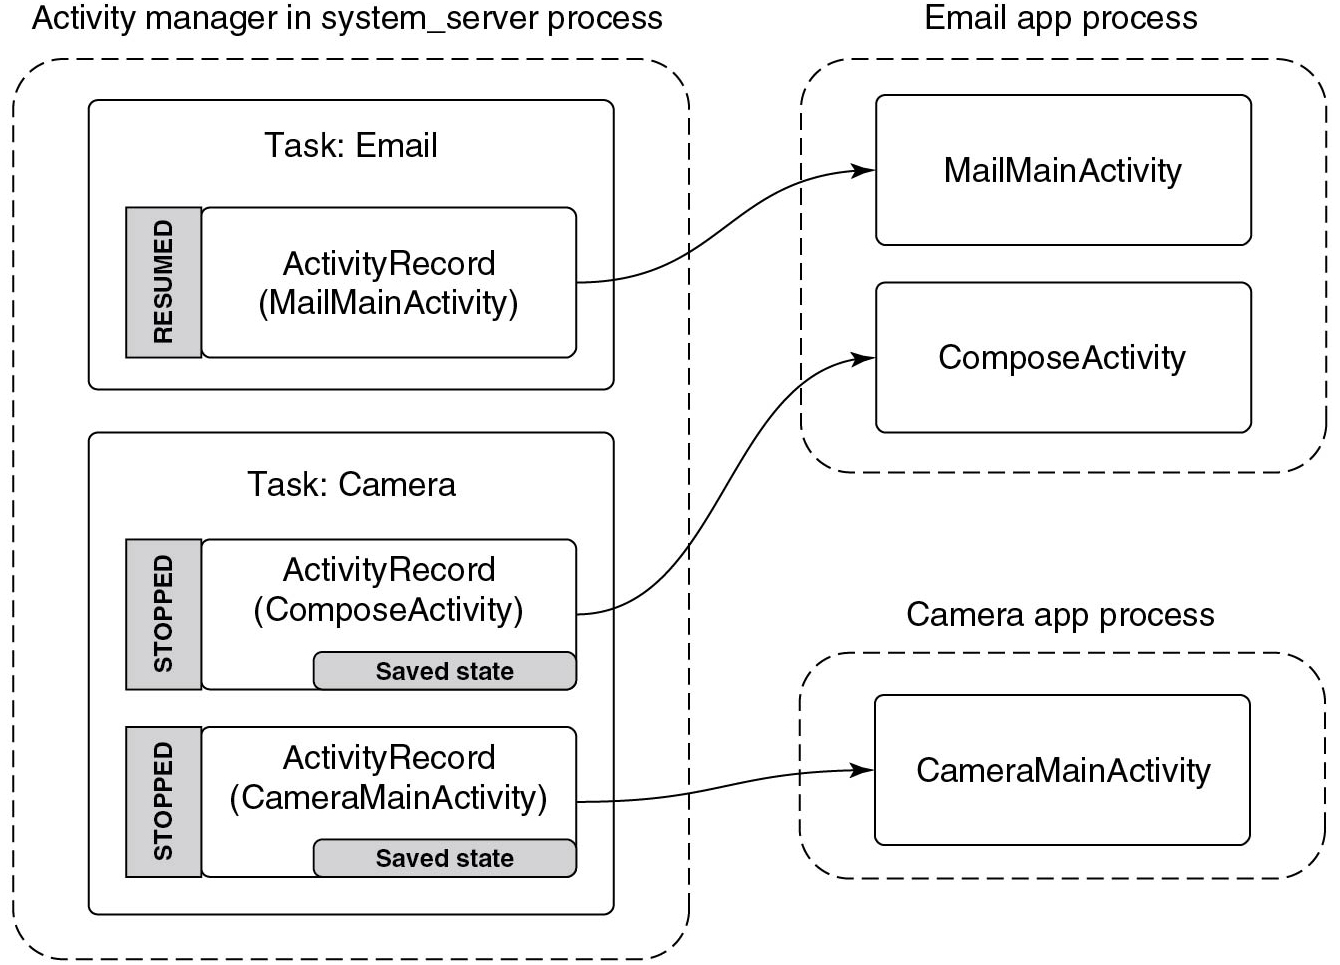 Activity manager in system_server process
Task: Email
RESUMED
ActivityRecord
(MailMainActivity)
Task: Camera
STOPPED
ActivityRecord
(ComposeActivity)
Saved state
STOPPED
ActivityRecord
(CameraMainActivity)
Saved state
Email app process
MailMainActivity
ComposeActivity
Camera app process
CameraMainActivity